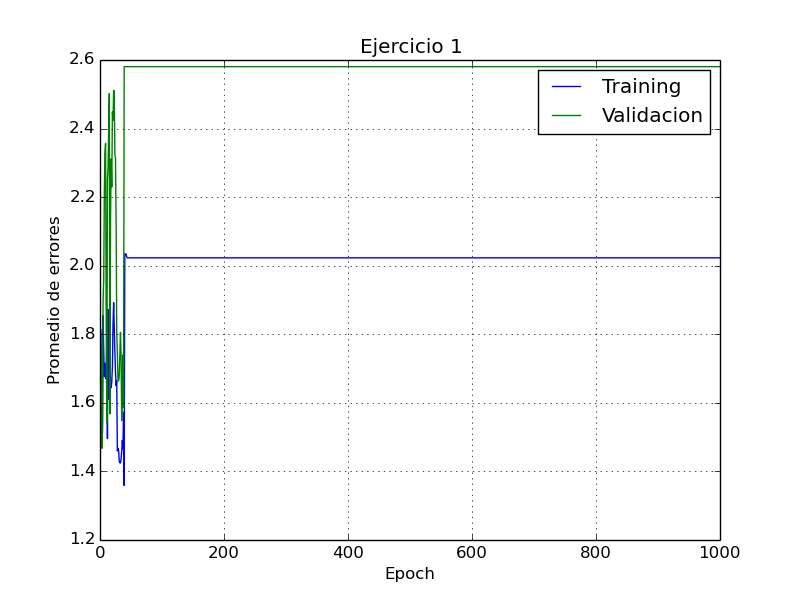 Ejercicio 1
2.6
2.4
2.2
2.0
1.8
1.6
1.4
1.2
Promedio de errores
Training
Validacion
0 200 400 600 800 1000
Epoch